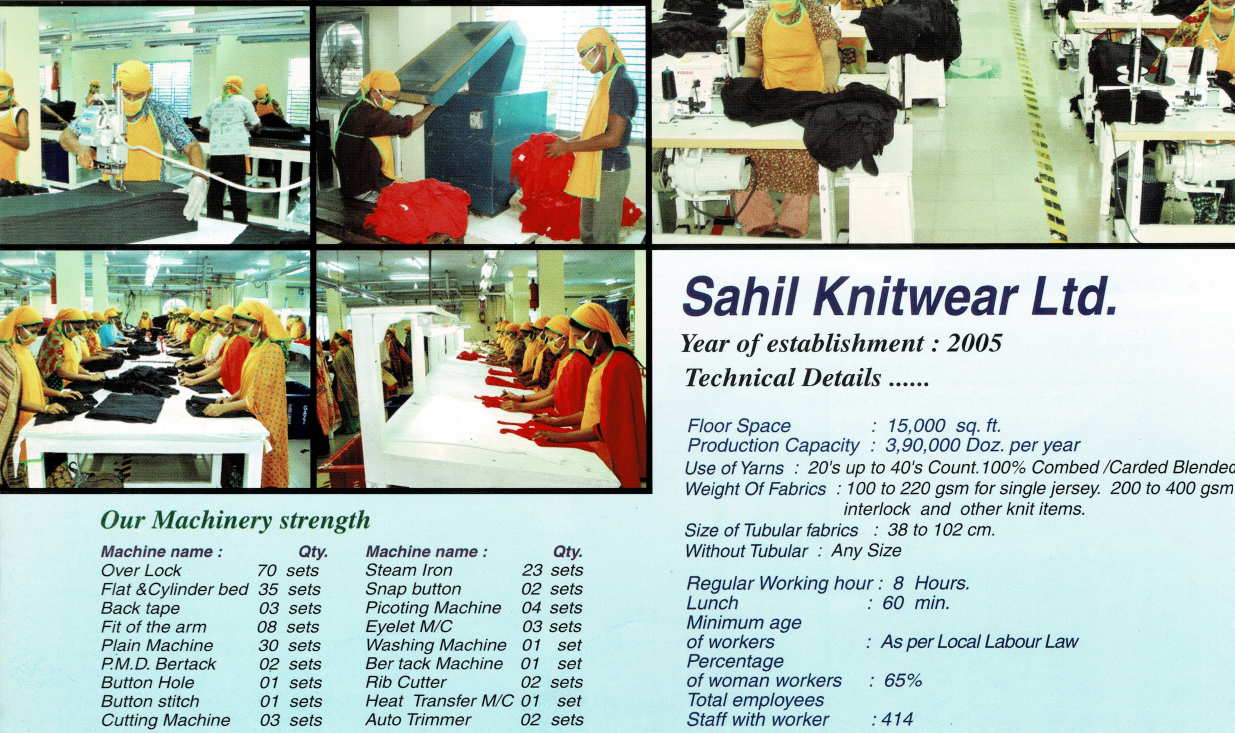 Sahil Knitwear Ltd.
Year of establishment : 2005
Technical Details ......
Floor Space : 15,000 sq. ft.
Production Capacity : 3,90,000 Doz. per year
Use of Yarns : 20's up to 40's Count.100% Combed /Carded Blended
Weight Of Fabrics : 100 to 220 gsm for single jersey. 200 to 400 gsm
interlock and other knit items.
Size of Tubular fabrics : 38 to 102 cm.
Without Tubular : Any Size
Regular Working hour : 8 Hours.
Lunch : 60 min.
Minimum age
of workers : As per Local Labour Law
Percentage
of woman workers : 65%
Total employees
Staff with worker : 414
Our Machinery strength
Machine name : Qty. Machine name : Qty.
Over Lock 70 sets Steam Iron 23 sets
Flat &Cylinder bed 35 sets Snap button 02 sets
Back tape 03 sets Picoting Machine 04 sets
Fit of the arm 08 sets Eyelet M/C 03 sets
Plain Machine 30 sets Washing Machine 01 set
P.M.D. Bertack 02 sets Ber tack Machine 01 set
Button Hole 01 sets Rib Cutter 02 sets
Button stitch 01 sets Heat Transfer M/C 01 set
Cutting Machine 03 sets Auto Trimmer 02 sets